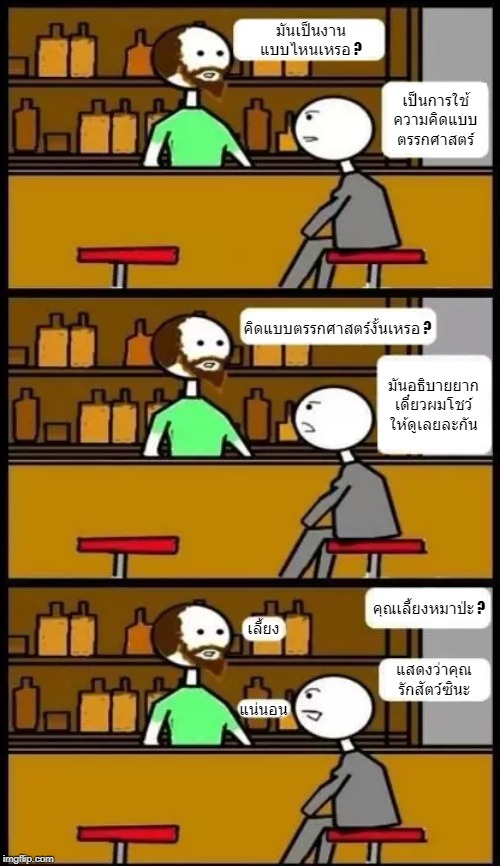 มันเป็นงาน
แบบไหนเหรอ ?
เป็นการใช้
ความคิดแบบ
ตรรกศาสตร์
คิดแบบตรรกศาสตร์งั้นเหรอ ?
มันอธิบายยาก
เดี๋ยวผมโชว์
ให้ดูเลยละกัน
คุณเลี้ยงหมาป่ะ ?
เลี้ยง
แสดงว่าคุณ
รักสัตว์ซินะ
แน่นอน
imgflip.com